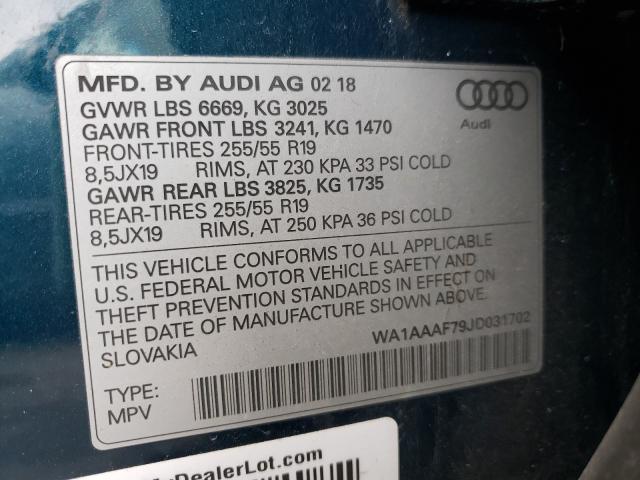 MFD. BY AUDI AG 02 18
GVWR LBS 6669, KG 3025
GAWR FRONT LBS 3241, KG 1470
FRONT-TIRES 255/55 R19
8,5JX19 RIMS, AT 230 KPA 33 PSI COLD
GAWR REAR LBS 3825, KG 1735
REAR-TIRES 255/55 R19
8,5JX19 RIMS, AT 250 KPA 36 PSI COLD
Audi
THIS VEHICLE CONFORMS TO ALL APPLICABLE
U.S. FEDERAL MOTOR VEHICLE SAFETY AND
THEFT PREVENTION STANDARDS IN EFFECT ON
THE DATE OF MANUFACTURE SHOWN ABOVE.
SLOVAKIA
WA1AAAF79JD031702
TYPE:
MPV
DealerLot.com